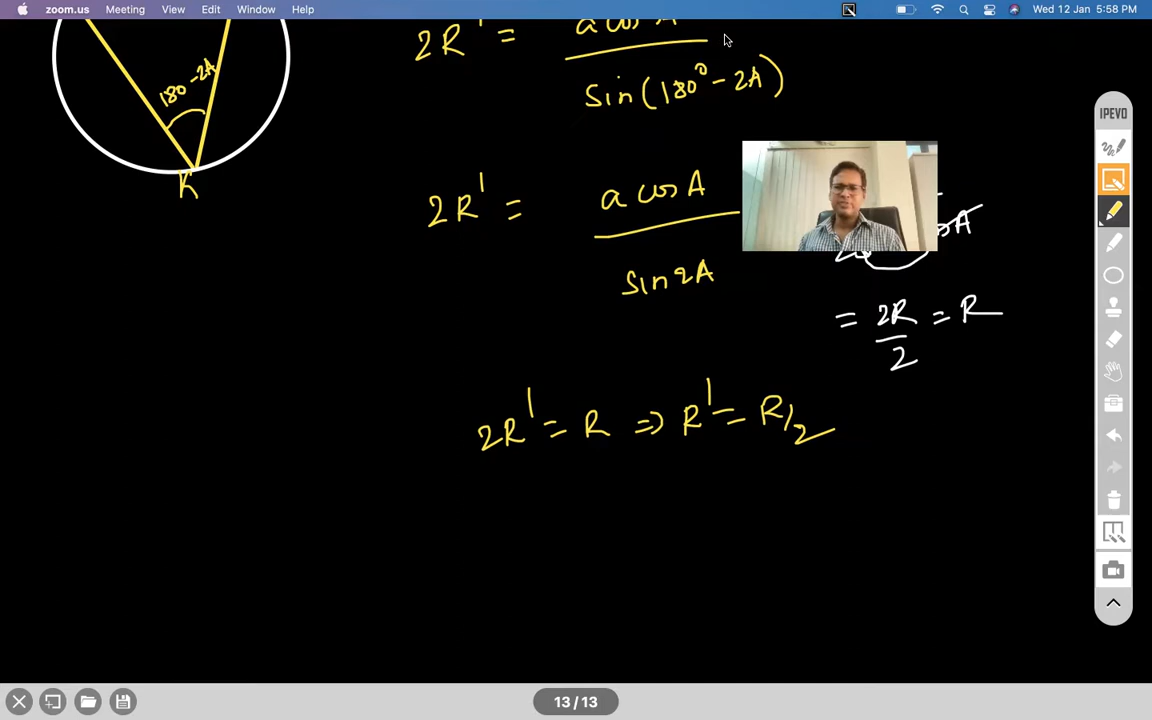 zoom.us Meeting View Edit Window Help Wed 12 Jan 5:58 PM
2R' = a cos A
sin(180° - 2A)
180 - 2A
K
IPEVO
2R' = a cos A
sin 2A
A
= 2R = R
2
2R' = R ⇒ R' = R/2
13 / 13